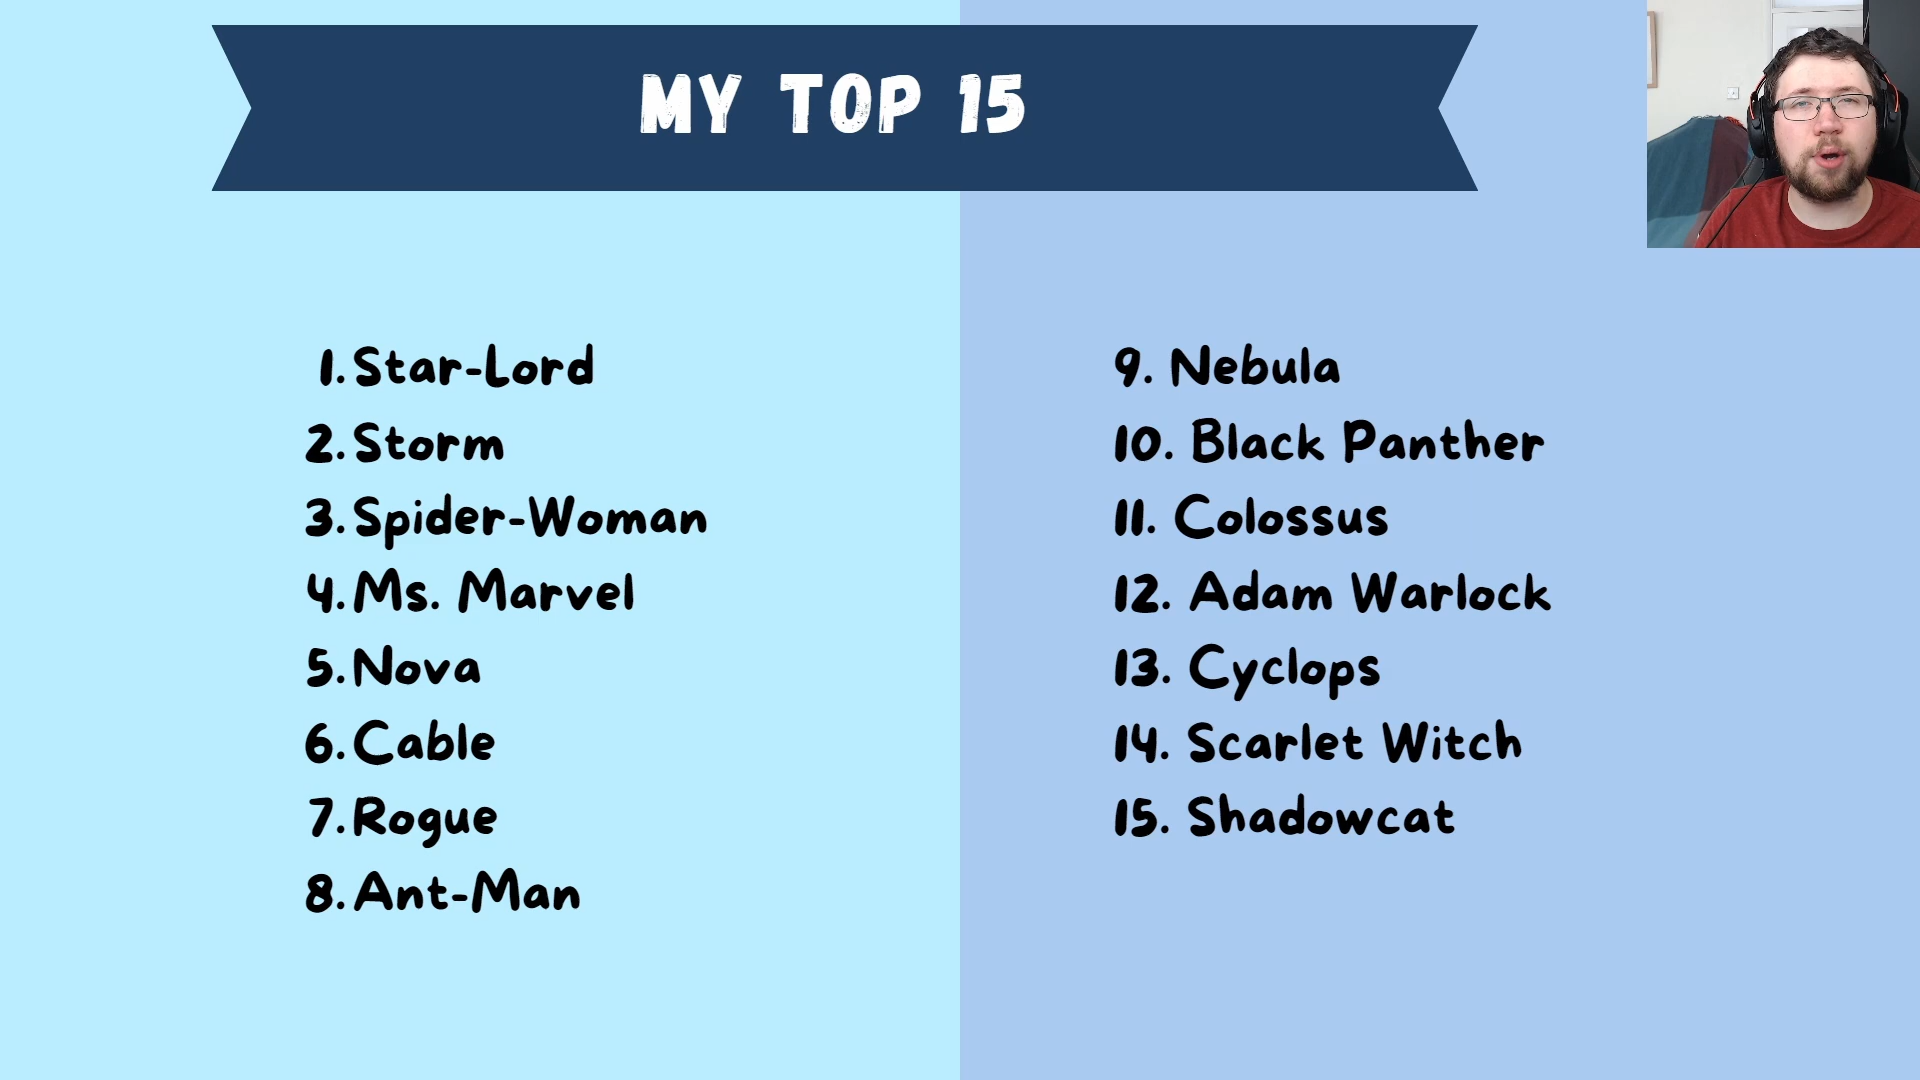 MY TOP 15
1. Star-Lord
2. Storm
3. Spider-Woman
4. Ms. Marvel
5. Nova
6. Cable
7. Rogue
8. Ant-Man
9. Nebula
10. Black Panther
11. Colossus
12. Adam Warlock
13. Cyclops
14. Scarlet Witch
15. Shadowcat